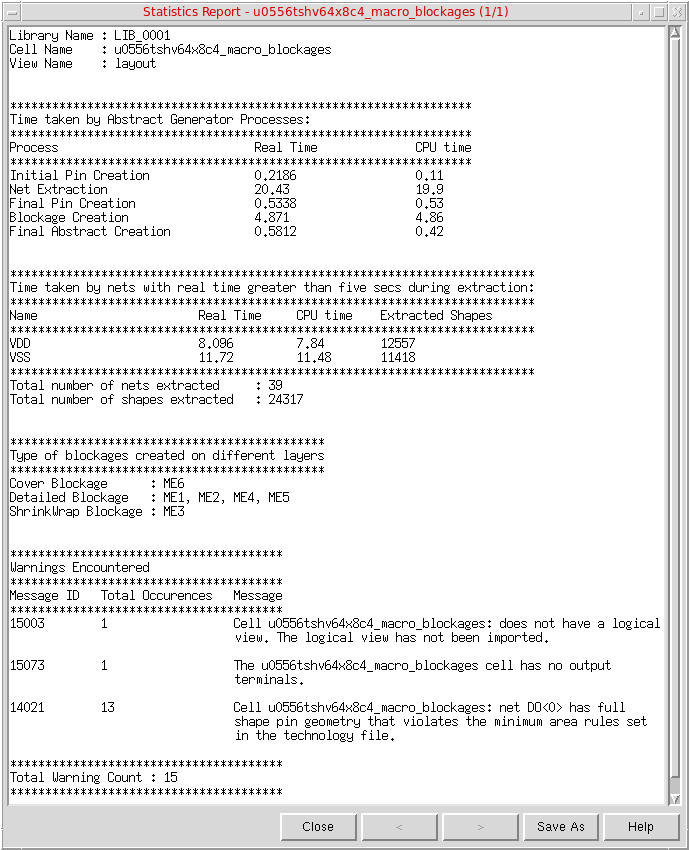 Statistics Report - u0556tshv64x8c4_macro_blockages (1/1)
Library Name : LIB_0001
Cell Name    : u0556tshv64x8c4_macro_blockages
View Name    : layout
******************************************************************
Time taken by Abstract Generator Processes:
******************************************************************
Process                            Real Time              CPU time
******************************************************************
Initial Pin Creation               0.2186                 0.11
Net Extraction                     20.43                  19.9
Final Pin Creation                 0.5338                 0.53
Blockage Creation                  4.871                  4.86
Final Abstract Creation            0.5812                 0.42
***************************************************************************
Time taken by nets with real time greater than five secs during extraction:
***************************************************************************
Name                       Real Time     CPU time    Extracted Shapes
***************************************************************************
VDD                        8.096         7.84        12557
VSS                        11.72         11.48       11418
***************************************************************************
Total number of nets extracted     : 39
Total number of shapes extracted   : 24317
*********************************************
Type of blockages created on different layers
*********************************************
Cover Blockage      : ME6
Detailed Blockage   : ME1, ME2, ME4, ME5
ShrinkWrap Blockage : ME3
***************************************
Warnings Encountered
***************************************
Message ID   Total Occurences   Message
***************************************
15003        1                  Cell u0556tshv64x8c4_macro_blockages: does not have a logical
view. The logical view has not been imported.
15073        1                  The u0556tshv64x8c4_macro_blockages cell has no output
terminals.
14021        13                 Cell u0556tshv64x8c4_macro_blockages: net DO<0> has full
shape pin geometry that violates the minimum area rules set
in the technology file.
***************************************
Total Warning Count : 15
***************************************
Close < > Save As Help